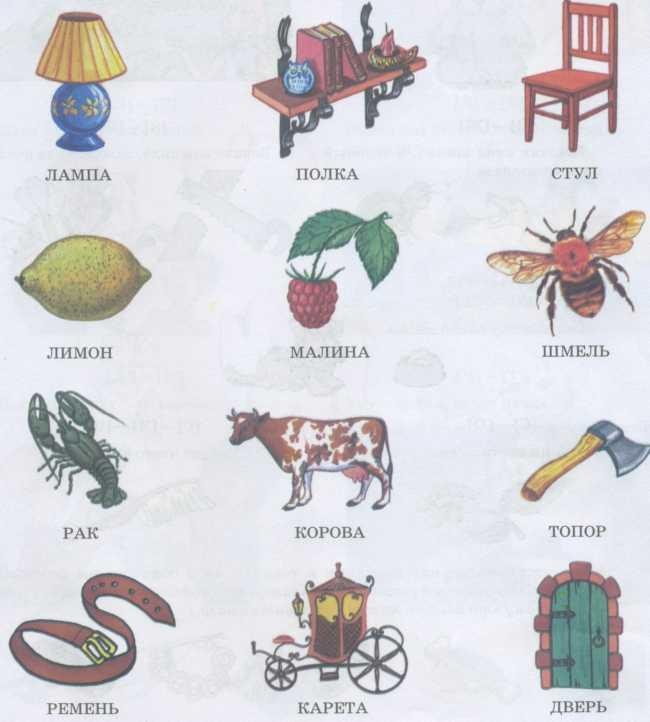 ЛАМПА ПОЛКА СТУЛ
ЛИМОН МАЛИНА ШМЕЛЬ
РАК КОРОВА ТОПОР
РЕМЕНЬ КАРЕТА ДВЕРЬ